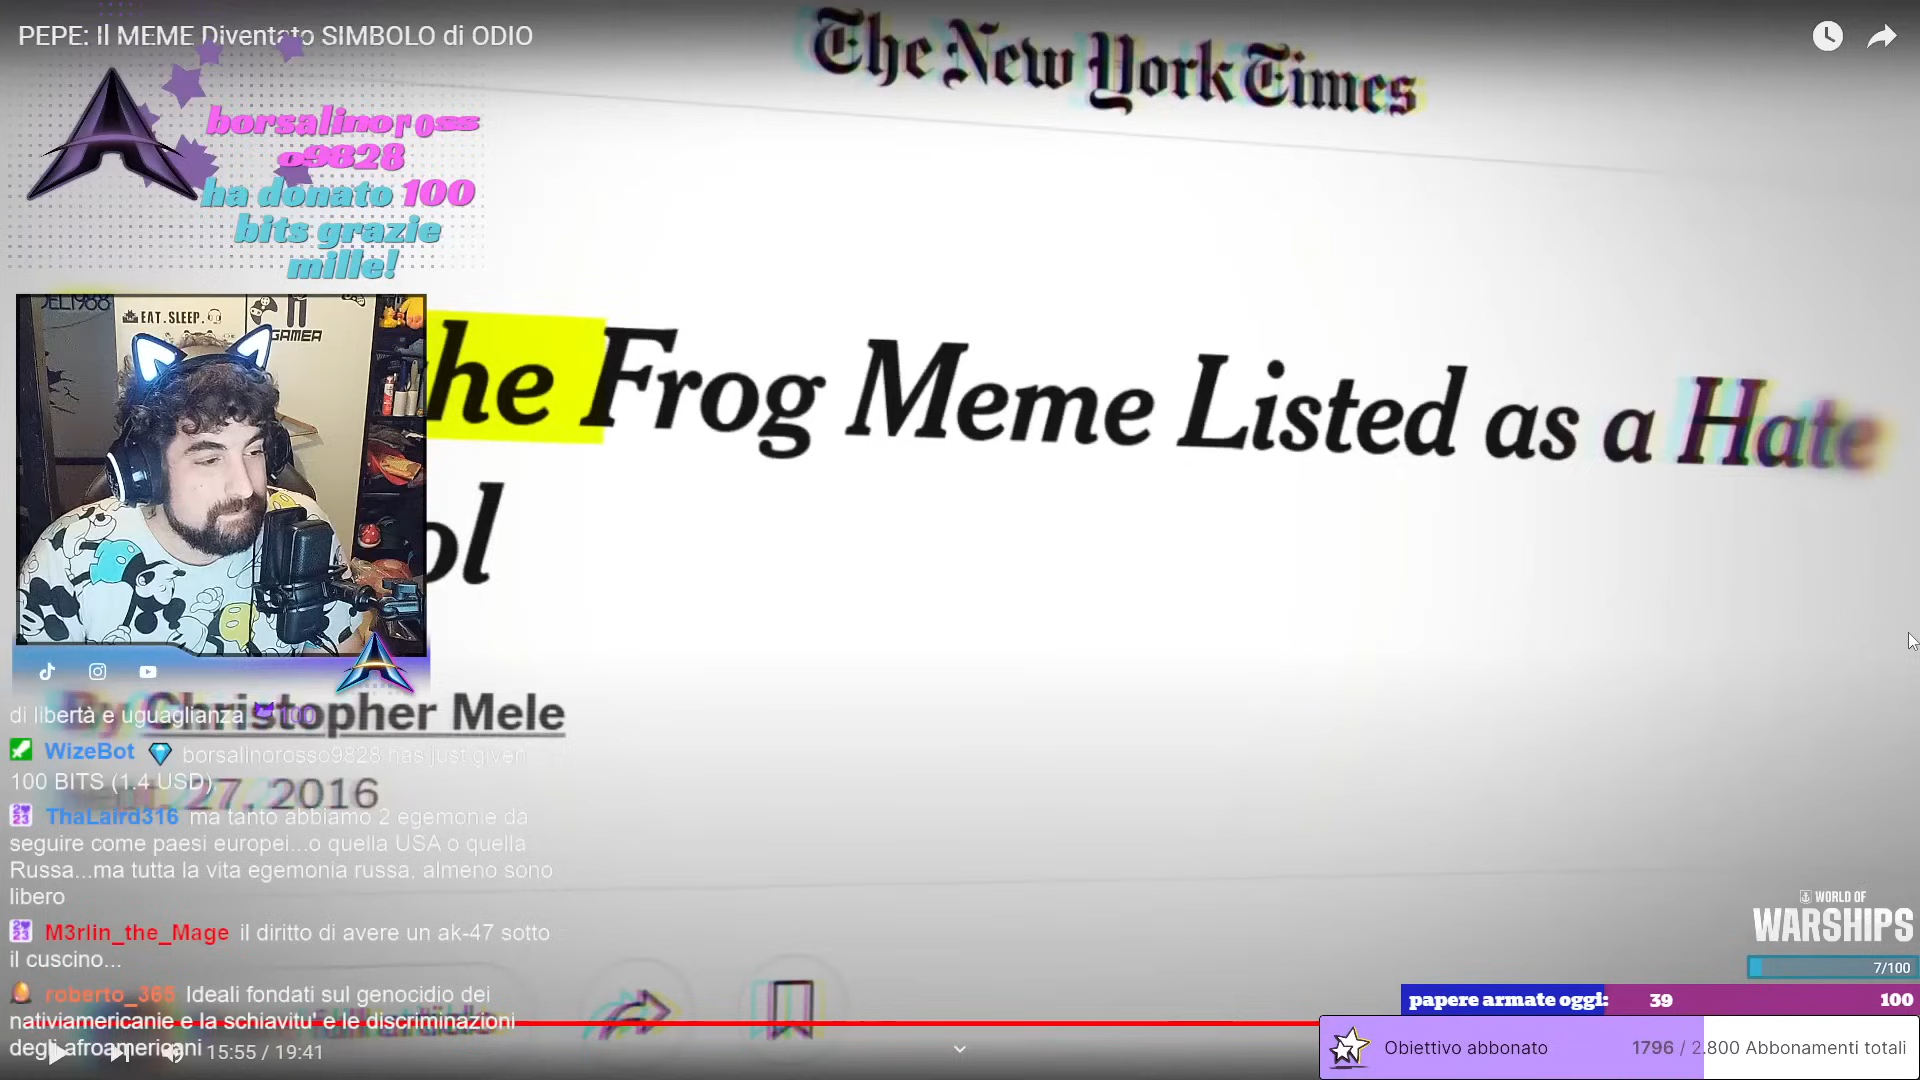 PEPE: Il MEME Diventato SIMBOLO di ODIO
The New York Times
borsalinoross
o9828
ha donato 100
bits grazie
mille!
EAT.SLEEP.
GAMER
he Frog Meme Listed as a Hate
ol
By Christopher Mele
27, 2016
di libertà e uguaglianza 100
WizeBot borsalinorosso9828 has just given
100 BITS (1.4 USD)
ThaLaird316 ma tanto abbiamo 2 egemonie da
seguire come paesi europei...o quella USA o quella
Russa...ma tutta la vita egemonia russa, almeno sono
libero
M3rlin_the_Mage il diritto di avere un ak-47 sotto
il cuscino...
roberto_365 Ideali fondati sul genocidio dei
nativiamericanie e la schiavitu' e le discriminazioni
degli afroamericani
15:55 / 19:41
WORLD OF
WARSHIPS
7/100
papere armate oggi: 39 100
Obiettivo abbonato 1796 / 2.800 Abbonamenti totali